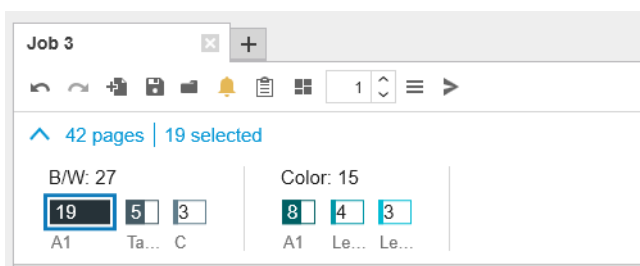 Job 3
1
42 pages 19 selected
B/W: 27 Color: 15
19 5 3 8 4 3
A1 Ta... C A1 Le... Le...